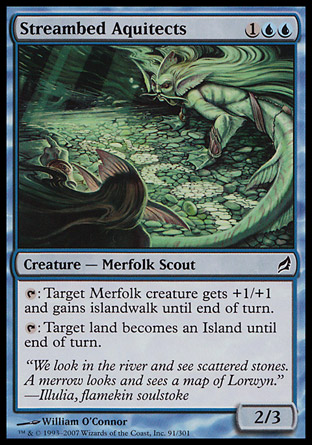 Streambed Aquitects 1
Creature — Merfolk Scout
: Target Merfolk creature gets +1/+1
and gains islandwalk until end of turn.
: Target land becomes an Island until
end of turn.
“We look in the river and see scattered stones.
A merrow looks and sees a map of Lorwyn.”
—Illulia, flamekin soulstoke
William O’Connor
™ & © 1993–2007 Wizards of the Coast, Inc. 91/301
2/3